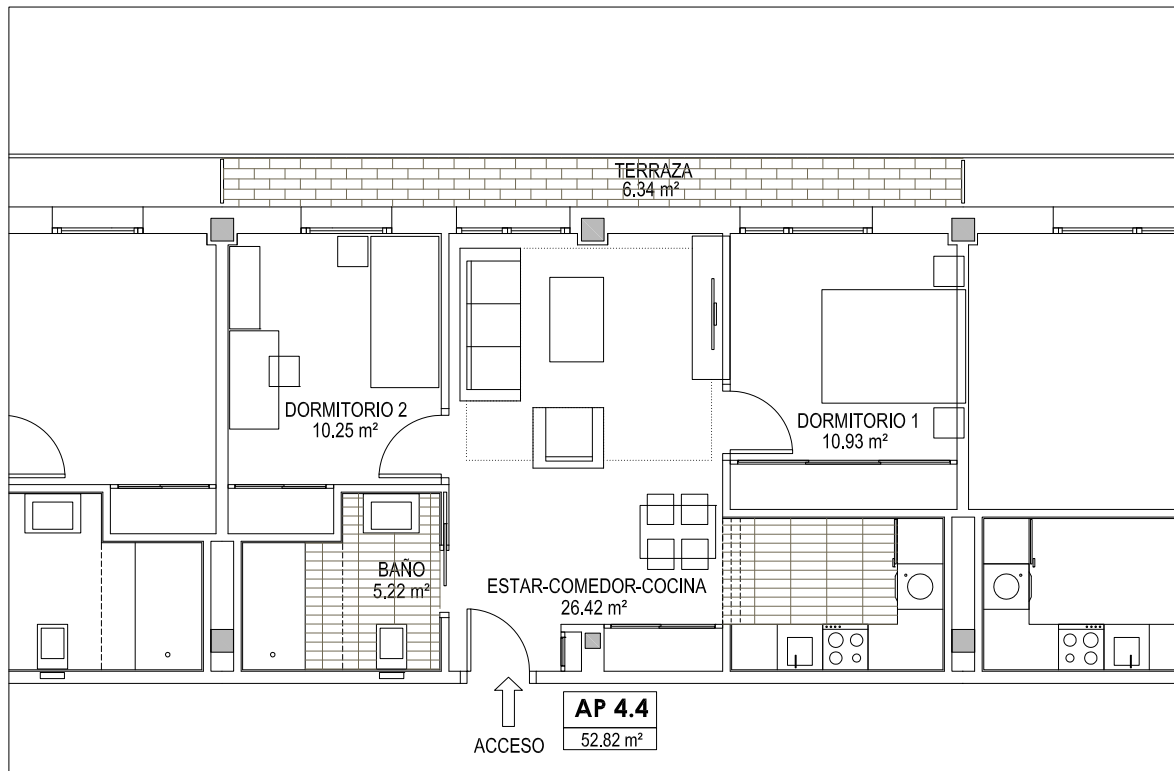 TERRAZA
6.34 m²
DORMITORIO 2
10.25 m²
DORMITORIO 1
10.93 m²
BAÑO
5.22 m²
ESTAR-COMEDOR-COCINA
26.42 m²
ACCESO
AP 4.4
52.82 m²